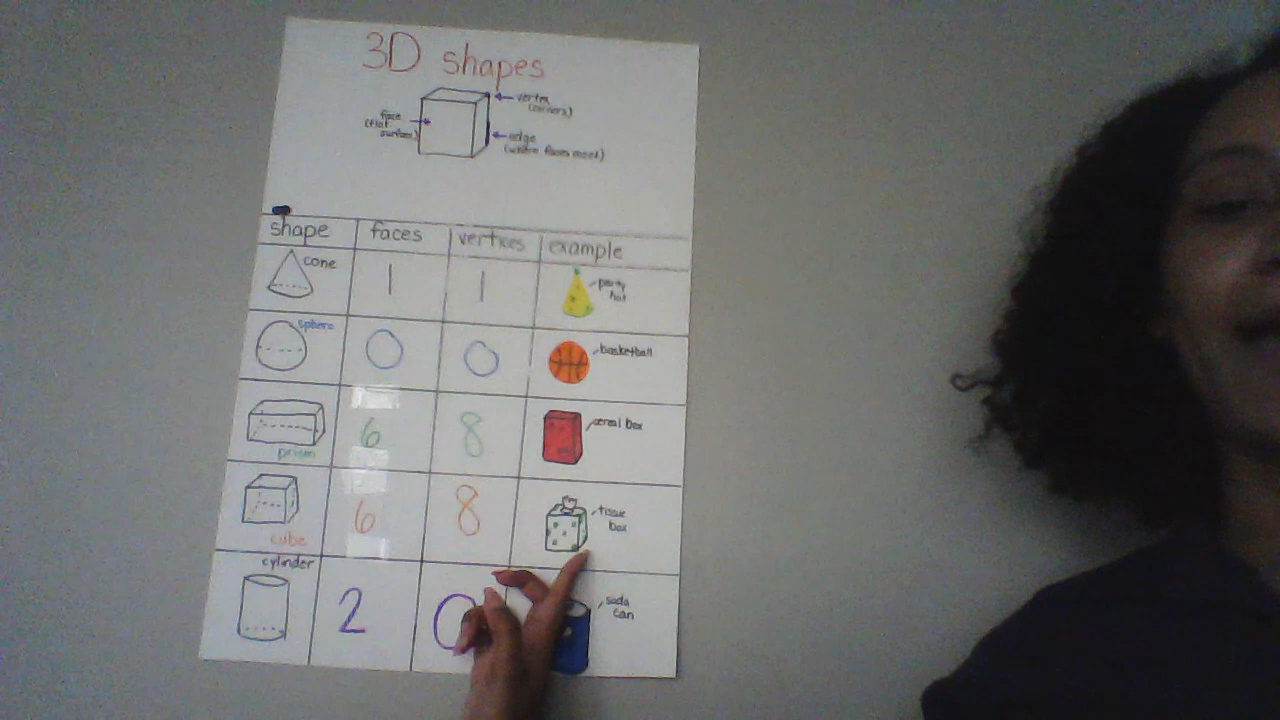 3D shapes
vertex
(corners)
face
(flat
surface)
edge
(where faces meet)
shape faces vertices example
cone 1 1 party
hat
sphere 0 0 basketball
prism 6 8 cereal box
cube 6 8 tissue
box
cylinder 2 0 soda
can